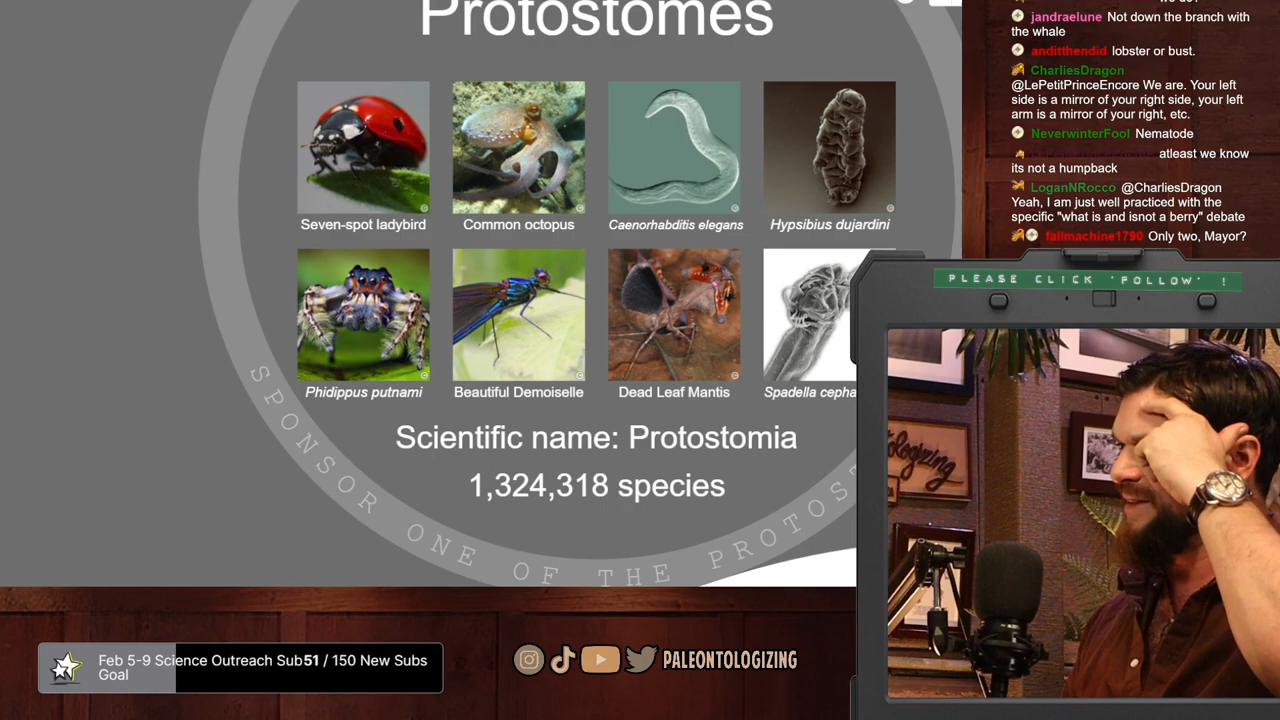 Protostomes
Seven-spot ladybird
Common octopus
Caenorhabditis elegans
Hypsibius dujardini
Phidippus putnami
Beautiful Demoiselle
Dead Leaf Mantis
Spadella cepha
Scientific name: Protostomia
1,324,318 species
SPONSOR ONE OF THE PROTOS
jandraelune Not down the branch with
the whale
anditthendid lobster or bust.
CharliesDragon
@LePetitPrinceEncore We are. Your left
side is a mirror of your right side, your left
arm is a mirror of your right, etc.
NeverwinterFool Nematode
atleast we know
its not a humpback
LoganNRocco @CharliesDragon
Yeah, I am just well practiced with the
specific "what is and isnot a berry" debate
fallmachine1790 Only two, Mayor?
PLEASE CLICK "FOLLOW" !
ologizing
Feb 5-9 Science Outreach Sub 51 / 150 New Subs
Goal
PALEONTOLOGIZING